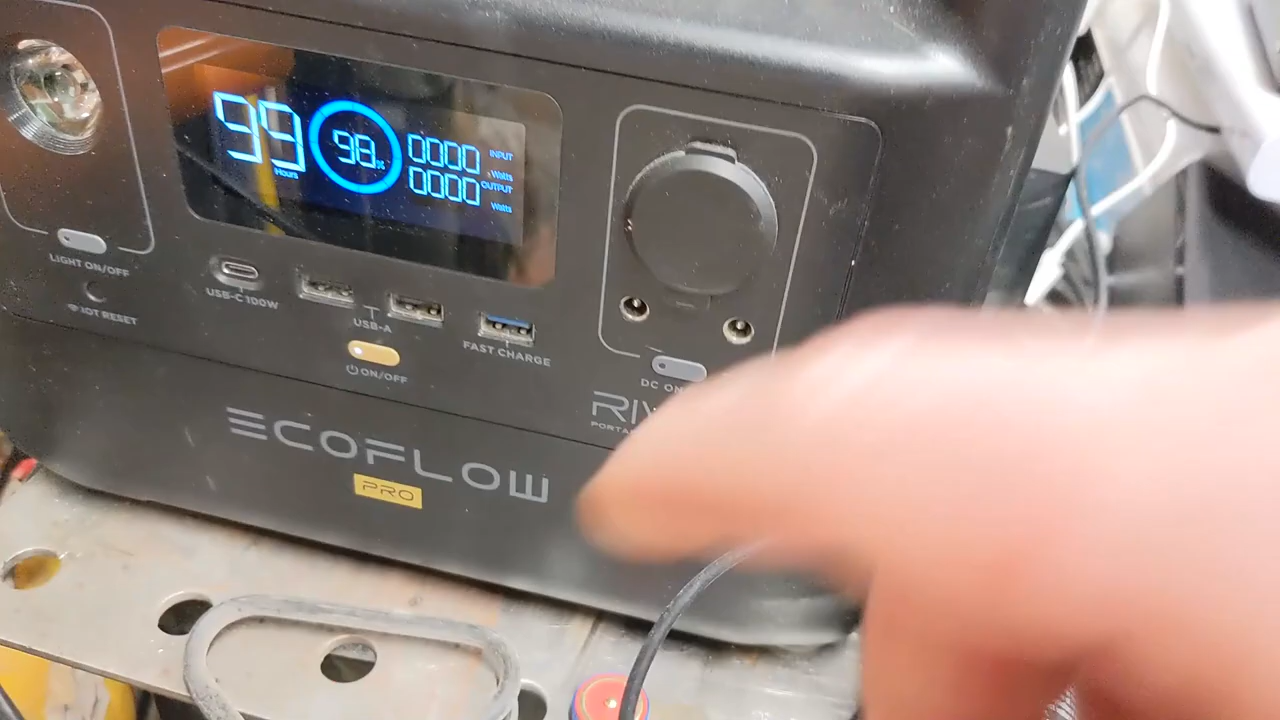 99
Hours
98%
0000 INPUT
Watts
0000 OUTPUT
Watts
LIGHT ON/OFF
IOT RESET
USB-C 100W
USB-A
FAST CHARGE
ON/OFF
DC
ECOFLOW
PRO